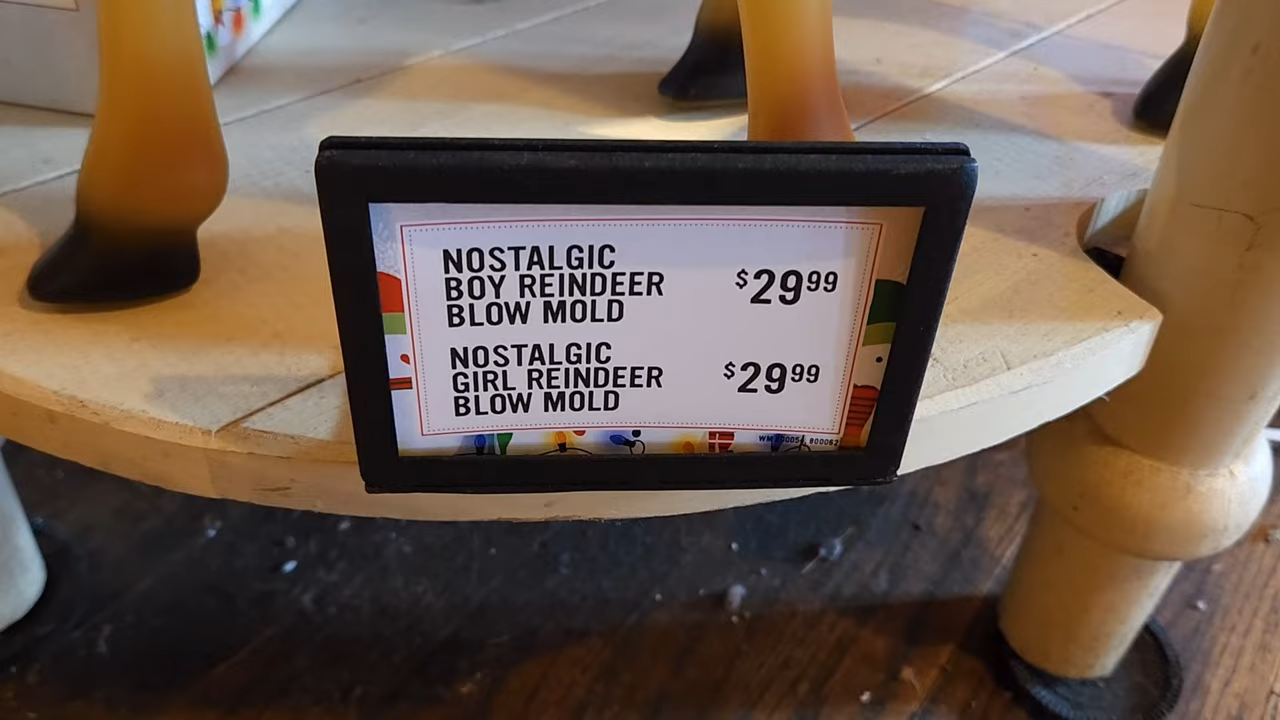 NOSTALGIC
BOY REINDEER
BLOW MOLD
$29.99
NOSTALGIC
GIRL REINDEER
BLOW MOLD
$29.99